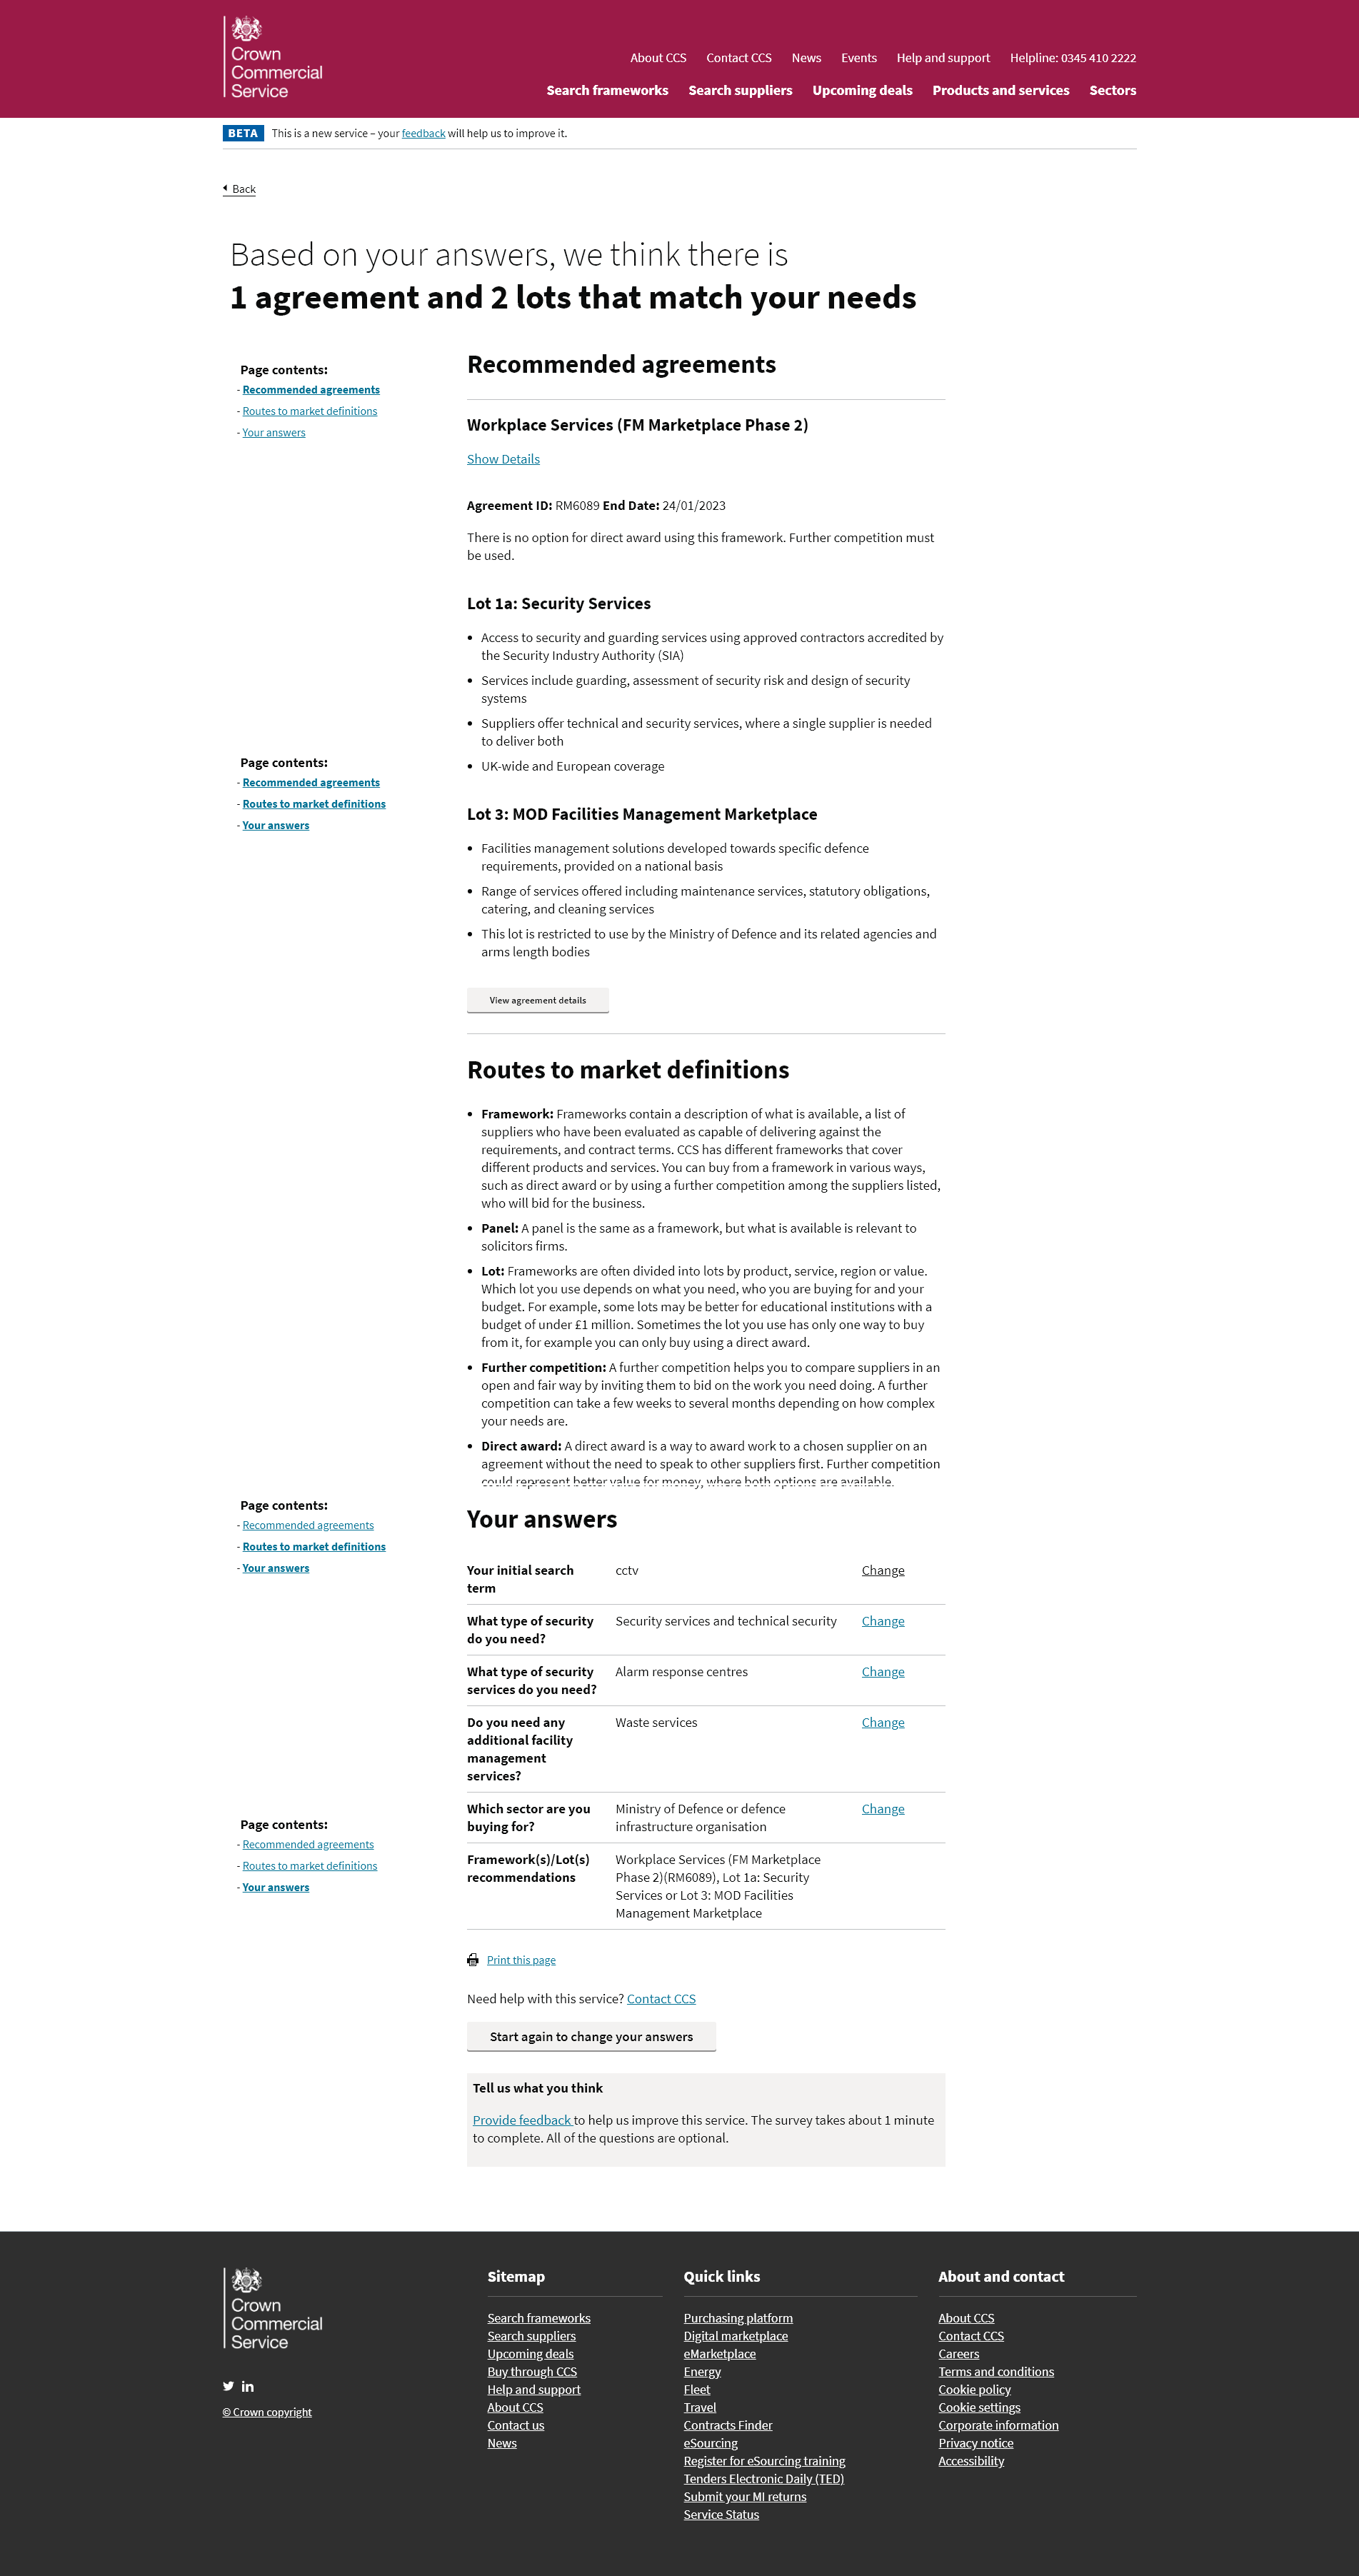 Crown
Commercial
Service
About CCS Contact CCS News Events Help and support Helpline: 0345 410 2222
Search frameworks Search suppliers Upcoming deals Products and services Sectors
BETA This is a new service – your feedback will help us to improve it.
Back
Based on your answers, we think there is
1 agreement and 2 lots that match your needs
Page contents:
- Recommended agreements
- Routes to market definitions
- Your answers
Recommended agreements
Workplace Services (FM Marketplace Phase 2)
Show Details
Agreement ID: RM6089 End Date: 24/01/2023
There is no option for direct award using this framework. Further competition must
be used.
Lot 1a: Security Services
• Access to security and guarding services using approved contractors accredited by
the Security Industry Authority (SIA)
• Services include guarding, assessment of security risk and design of security
systems
• Suppliers offer technical and security services, where a single supplier is needed
to deliver both
• UK-wide and European coverage
Page contents:
- Recommended agreements
- Routes to market definitions
- Your answers
Lot 3: MOD Facilities Management Marketplace
• Facilities management solutions developed towards specific defence
requirements, provided on a national basis
• Range of services offered including maintenance services, statutory obligations,
catering, and cleaning services
• This lot is restricted to use by the Ministry of Defence and its related agencies and
arms length bodies
View agreement details
Routes to market definitions
• Framework: Frameworks contain a description of what is available, a list of
suppliers who have been evaluated as capable of delivering against the
requirements, and contract terms. CCS has different frameworks that cover
different products and services. You can buy from a framework in various ways,
such as direct award or by using a further competition among the suppliers listed,
who will bid for the business.
• Panel: A panel is the same as a framework, but what is available is relevant to
solicitors firms.
• Lot: Frameworks are often divided into lots by product, service, region or value.
Which lot you use depends on what you need, who you are buying for and your
budget. For example, some lots may be better for educational institutions with a
budget of under £1 million. Sometimes the lot you use has only one way to buy
from it, for example you can only buy using a direct award.
• Further competition: A further competition helps you to compare suppliers in an
open and fair way by inviting them to bid on the work you need doing. A further
competition can take a few weeks to several months depending on how complex
your needs are.
• Direct award: A direct award is a way to award work to a chosen supplier on an
agreement without the need to speak to other suppliers first. Further competition
could represent better value for money, where both options are available.
Page contents:
- Recommended agreements
- Routes to market definitions
- Your answers
Your answers
Your initial search cctv Change
term
What type of security Security services and technical security Change
do you need?
What type of security Alarm response centres Change
services do you need?
Do you need any Waste services Change
additional facility
management
services?
Which sector are you Ministry of Defence or defence Change
buying for? infrastructure organisation
Page contents:
- Recommended agreements
- Routes to market definitions
- Your answers
Framework(s)/Lot(s) Workplace Services (FM Marketplace
recommendations Phase 2)(RM6089), Lot 1a: Security
Services or Lot 3: MOD Facilities
Management Marketplace
Print this page
Need help with this service? Contact CCS
Start again to change your answers
Tell us what you think
Provide feedback to help us improve this service. The survey takes about 1 minute
to complete. All of the questions are optional.
Crown
Commercial
Service
© Crown copyright
Sitemap
Search frameworks
Search suppliers
Upcoming deals
Buy through CCS
Help and support
About CCS
Contact us
News
Quick links
Purchasing platform
Digital marketplace
eMarketplace
Energy
Fleet
Travel
Contracts Finder
eSourcing
Register for eSourcing training
Tenders Electronic Daily (TED)
Submit your MI returns
Service Status
About and contact
About CCS
Contact CCS
Careers
Terms and conditions
Cookie policy
Cookie settings
Corporate information
Privacy notice
Accessibility